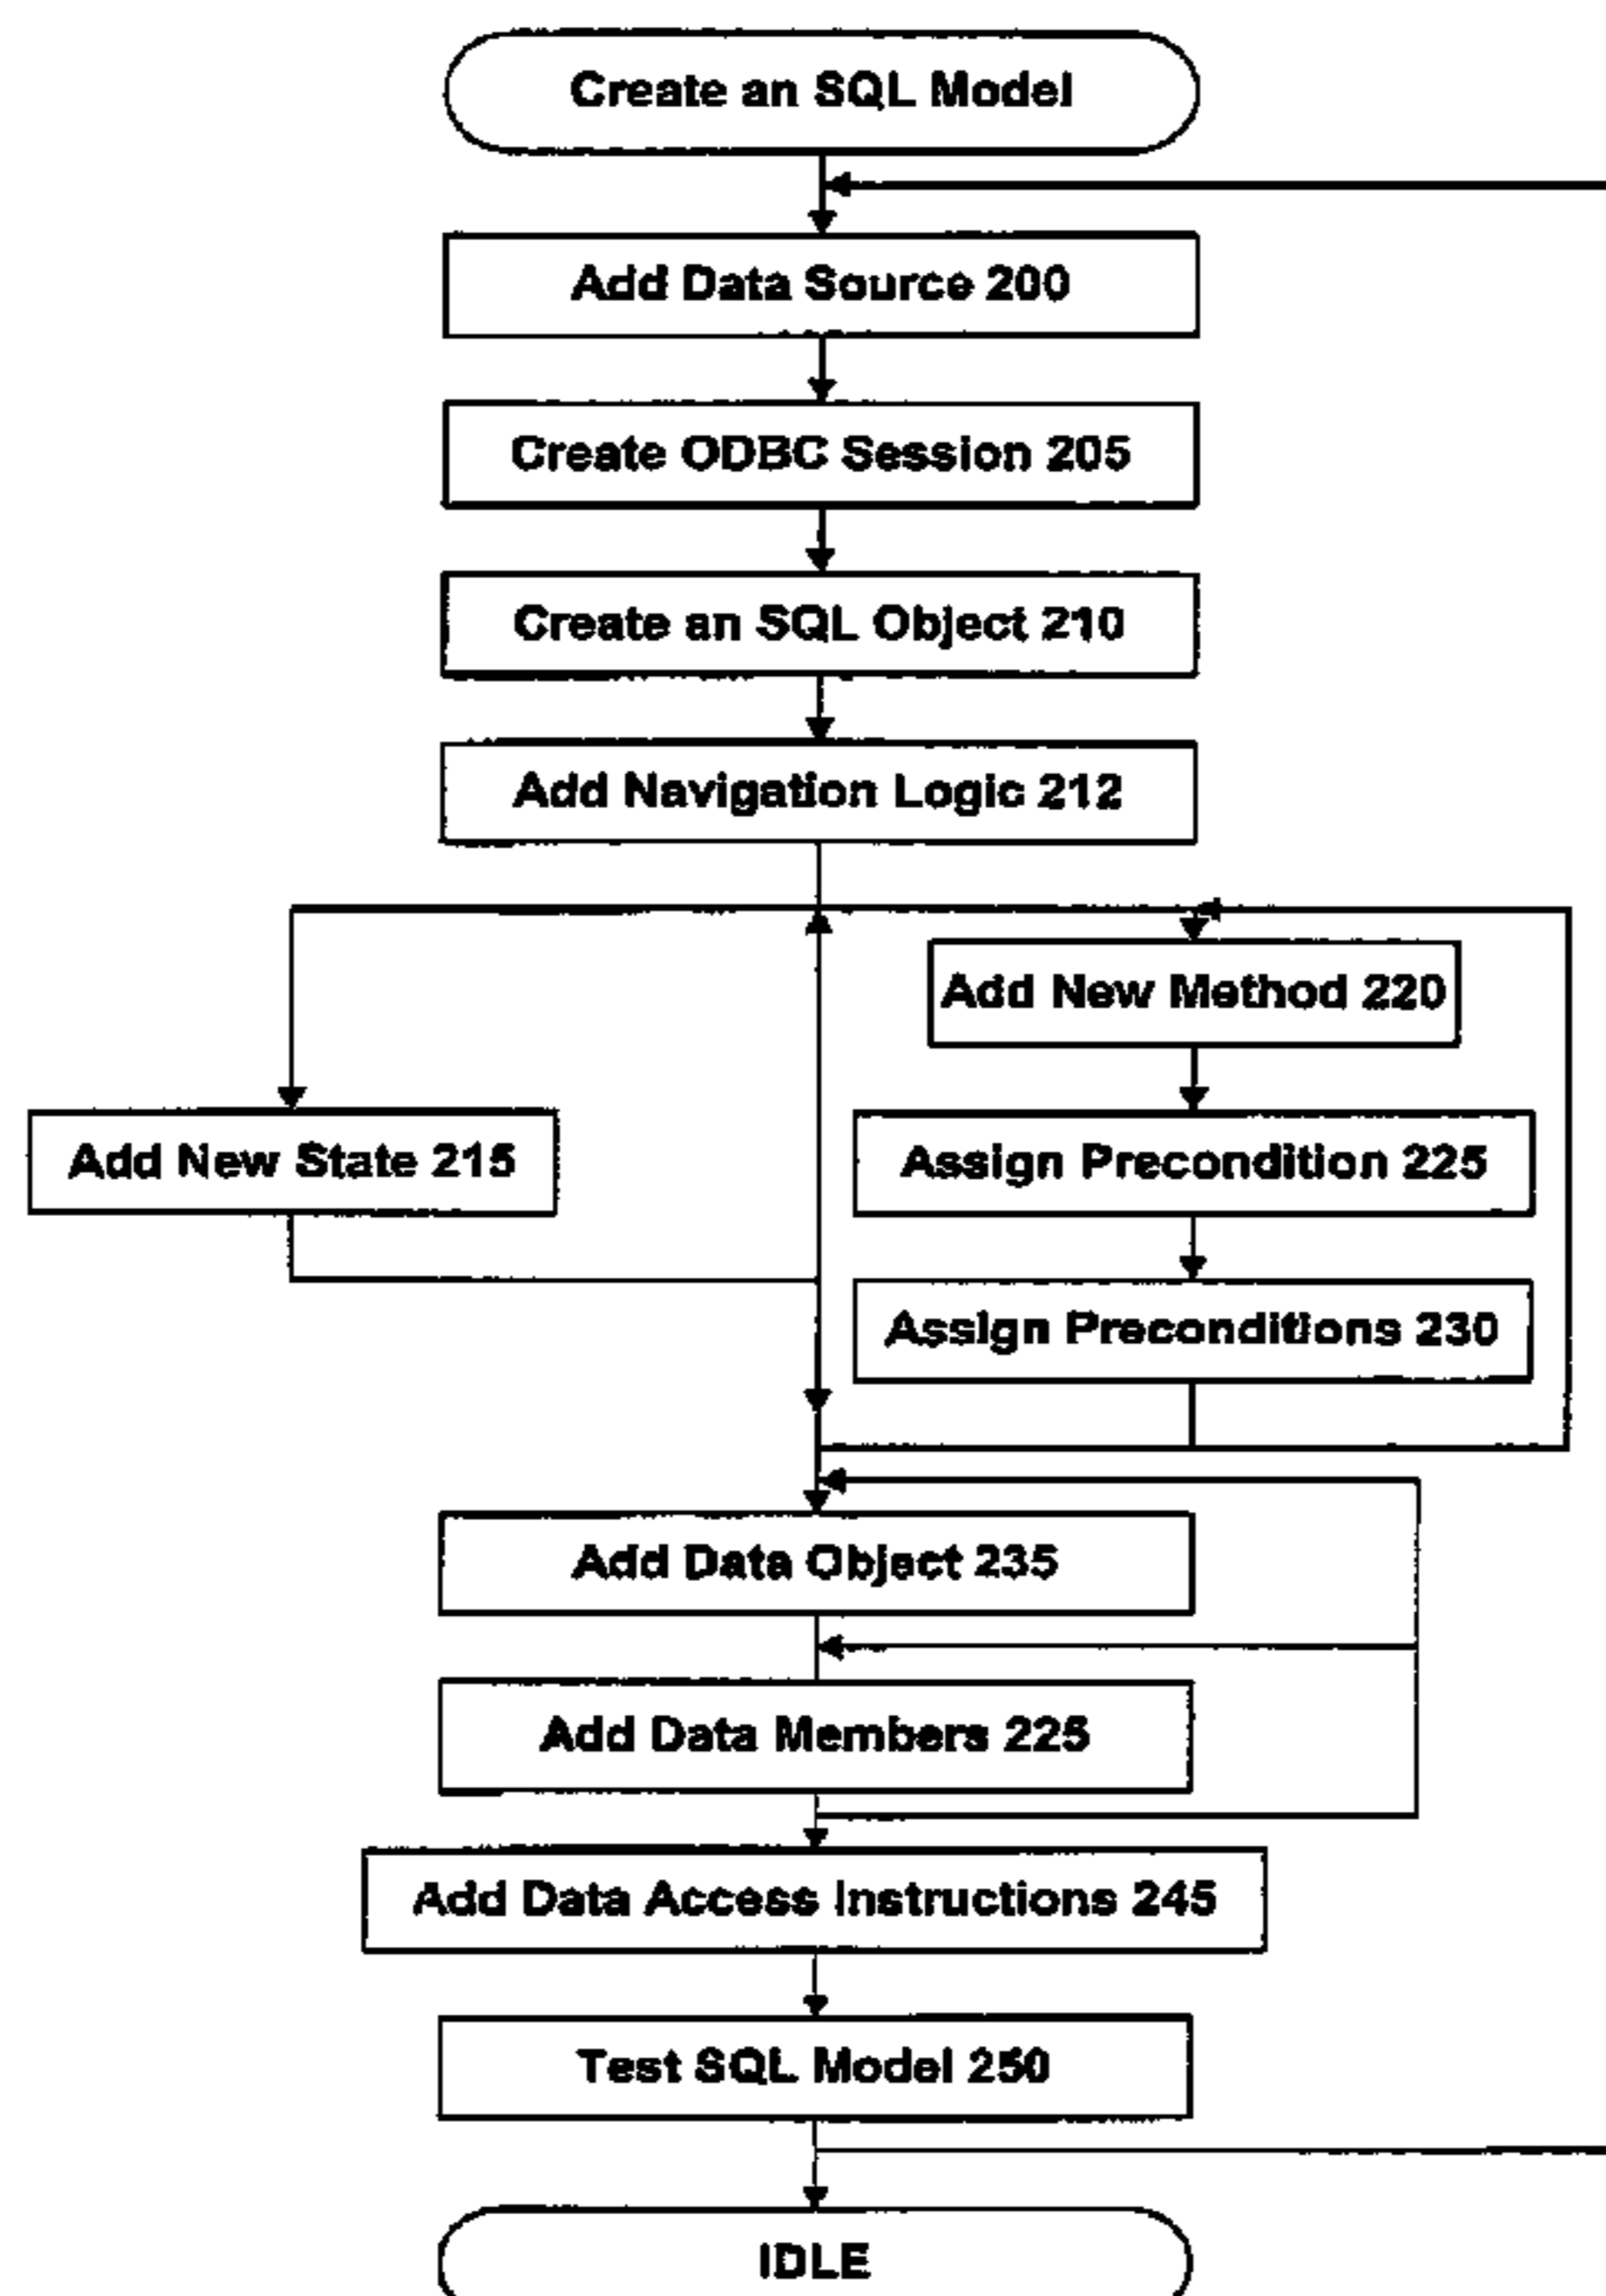 Create an SQL Model
Add Data Source 200
Create ODBC Session 205
Create an SQL Object 210
Add Navigation Logic 212
Add New Method 220
Add New State 215
Assign Precondition 225
Assign Preconditions 230
Add Data Object 235
Add Data Members 225
Add Data Access Instructions 245
Test SQL Model 250
IDLE